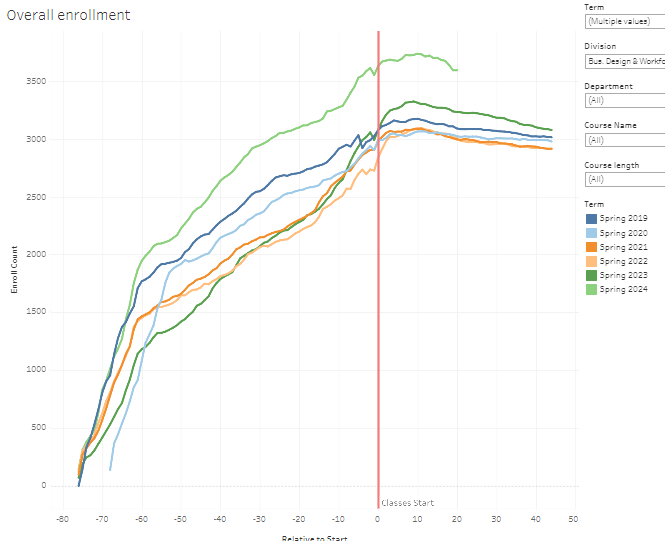 Overall enrollment
Term
(Multiple values)
Division
Bus. Design & Workfo
Department
(All)
Course Name
(All)
Course length
(All)
Term
Spring 2019
Spring 2020
Spring 2021
Spring 2022
Spring 2023
Spring 2024
Enroll Count
3500
3000
2500
2000
1500
1000
500
0
Classes Start
-80 -70 -60 -50 -40 -30 -20 -10 0 10 20 30 40 50
Relative to Start